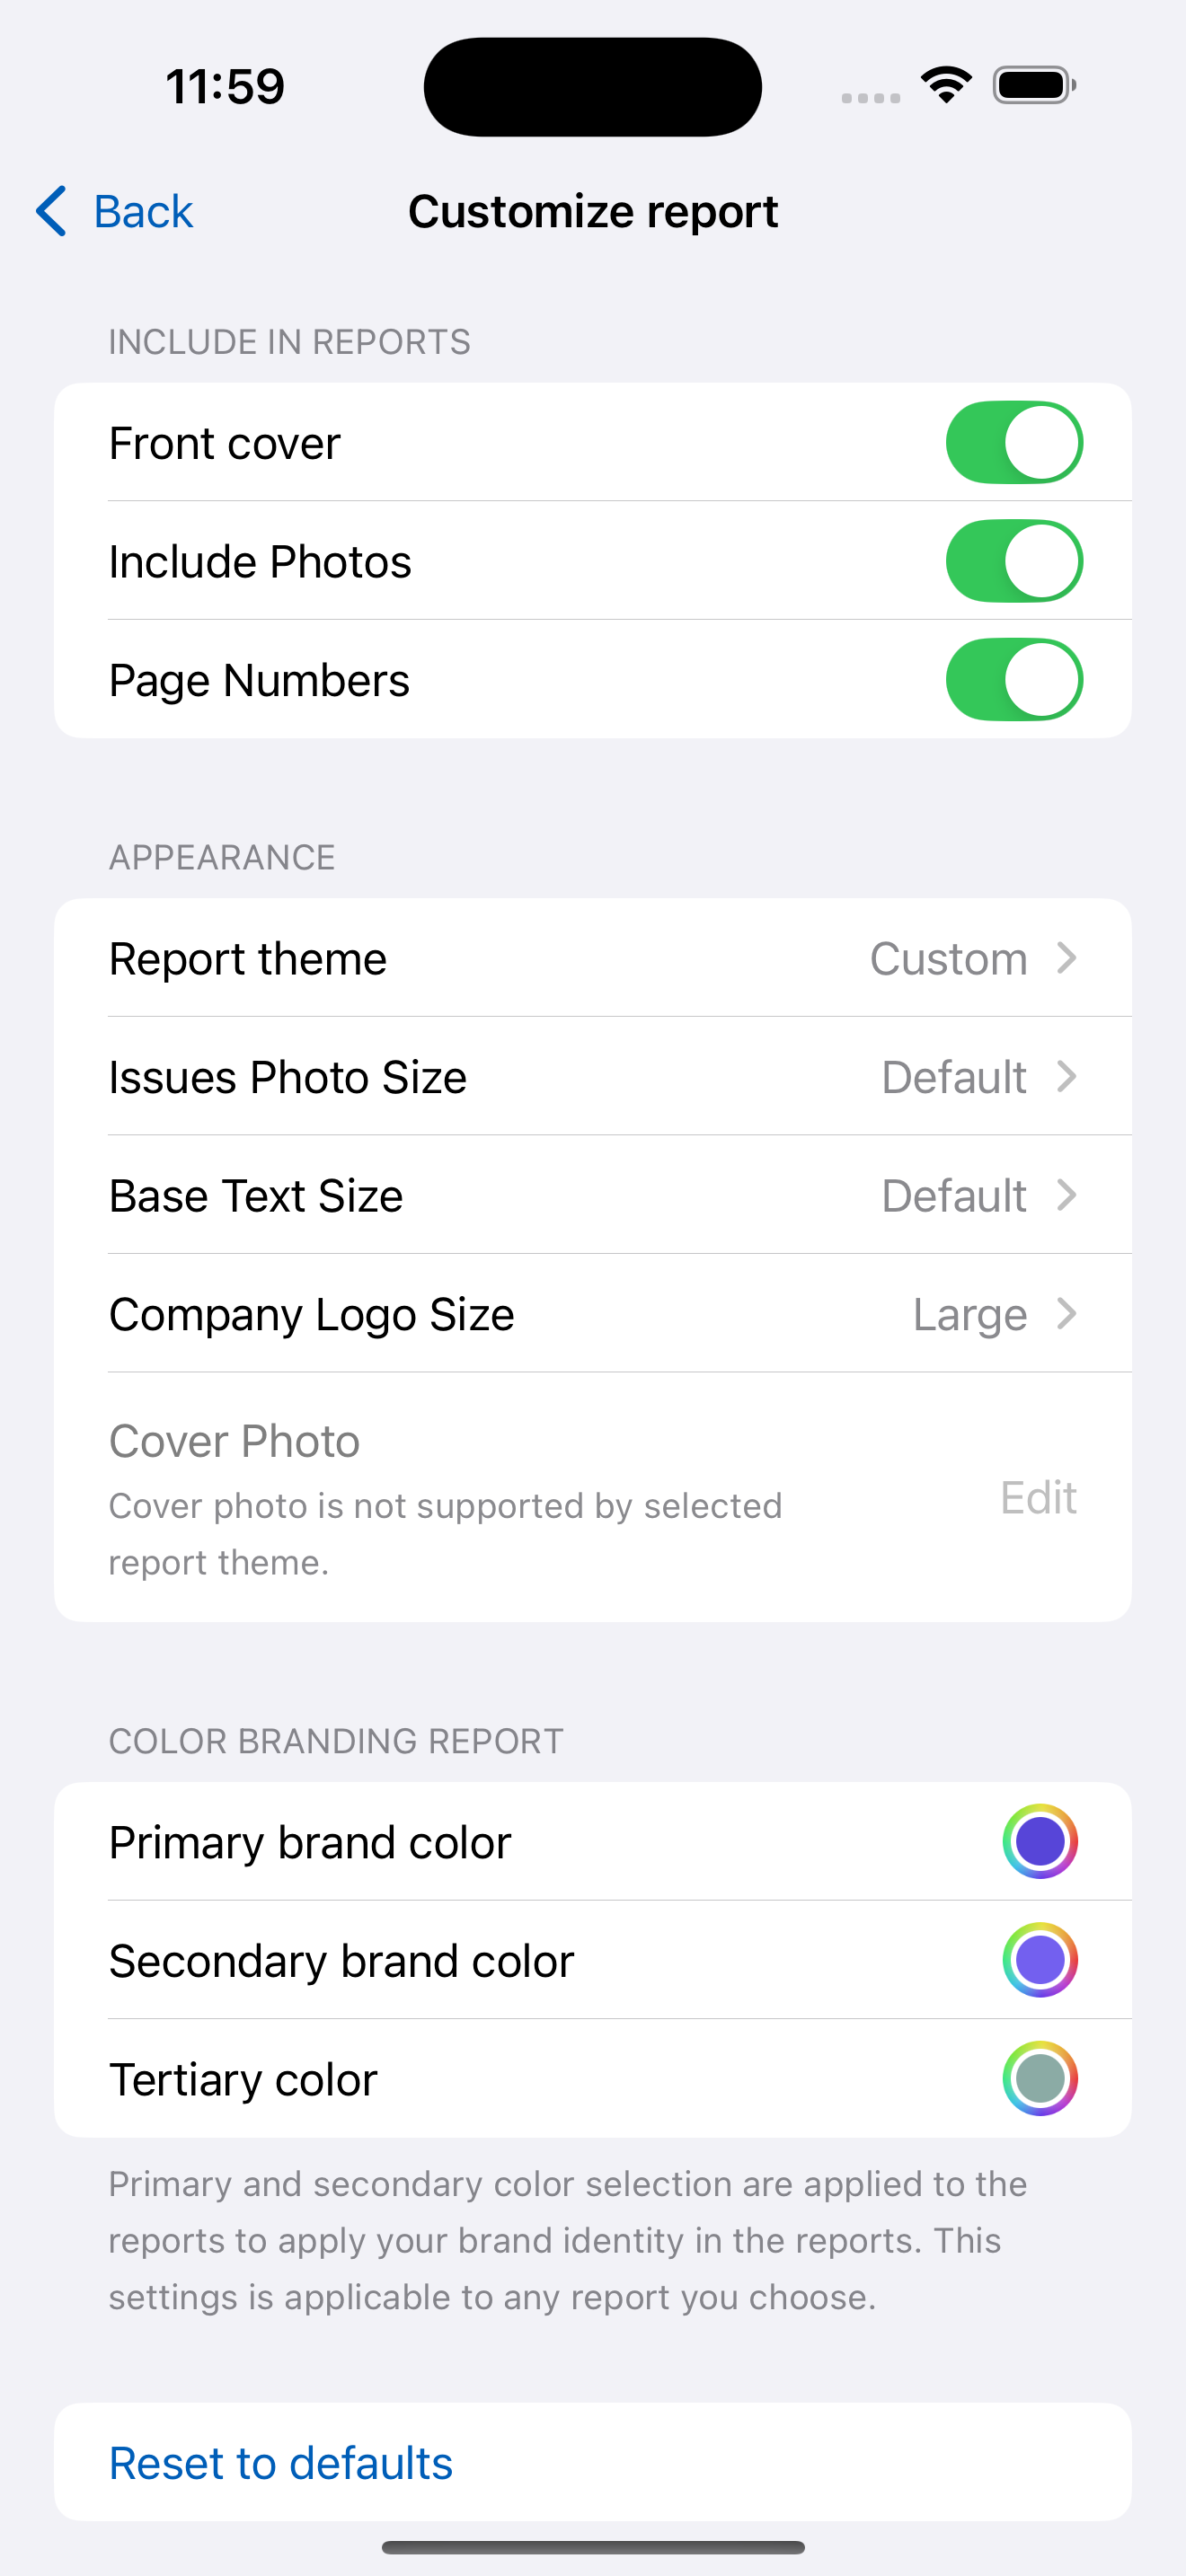 11:59
Back
Customize report
INCLUDE IN REPORTS
Front cover
Include Photos
Page Numbers
APPEARANCE
Report theme Custom
Issues Photo Size Default
Base Text Size Default
Company Logo Size Large
Cover Photo
Cover photo is not supported by selected
report theme.
Edit
COLOR BRANDING REPORT
Primary brand color
Secondary brand color
Tertiary color
Primary and secondary color selection are applied to the
reports to apply your brand identity in the reports. This
settings is applicable to any report you choose.
Reset to defaults